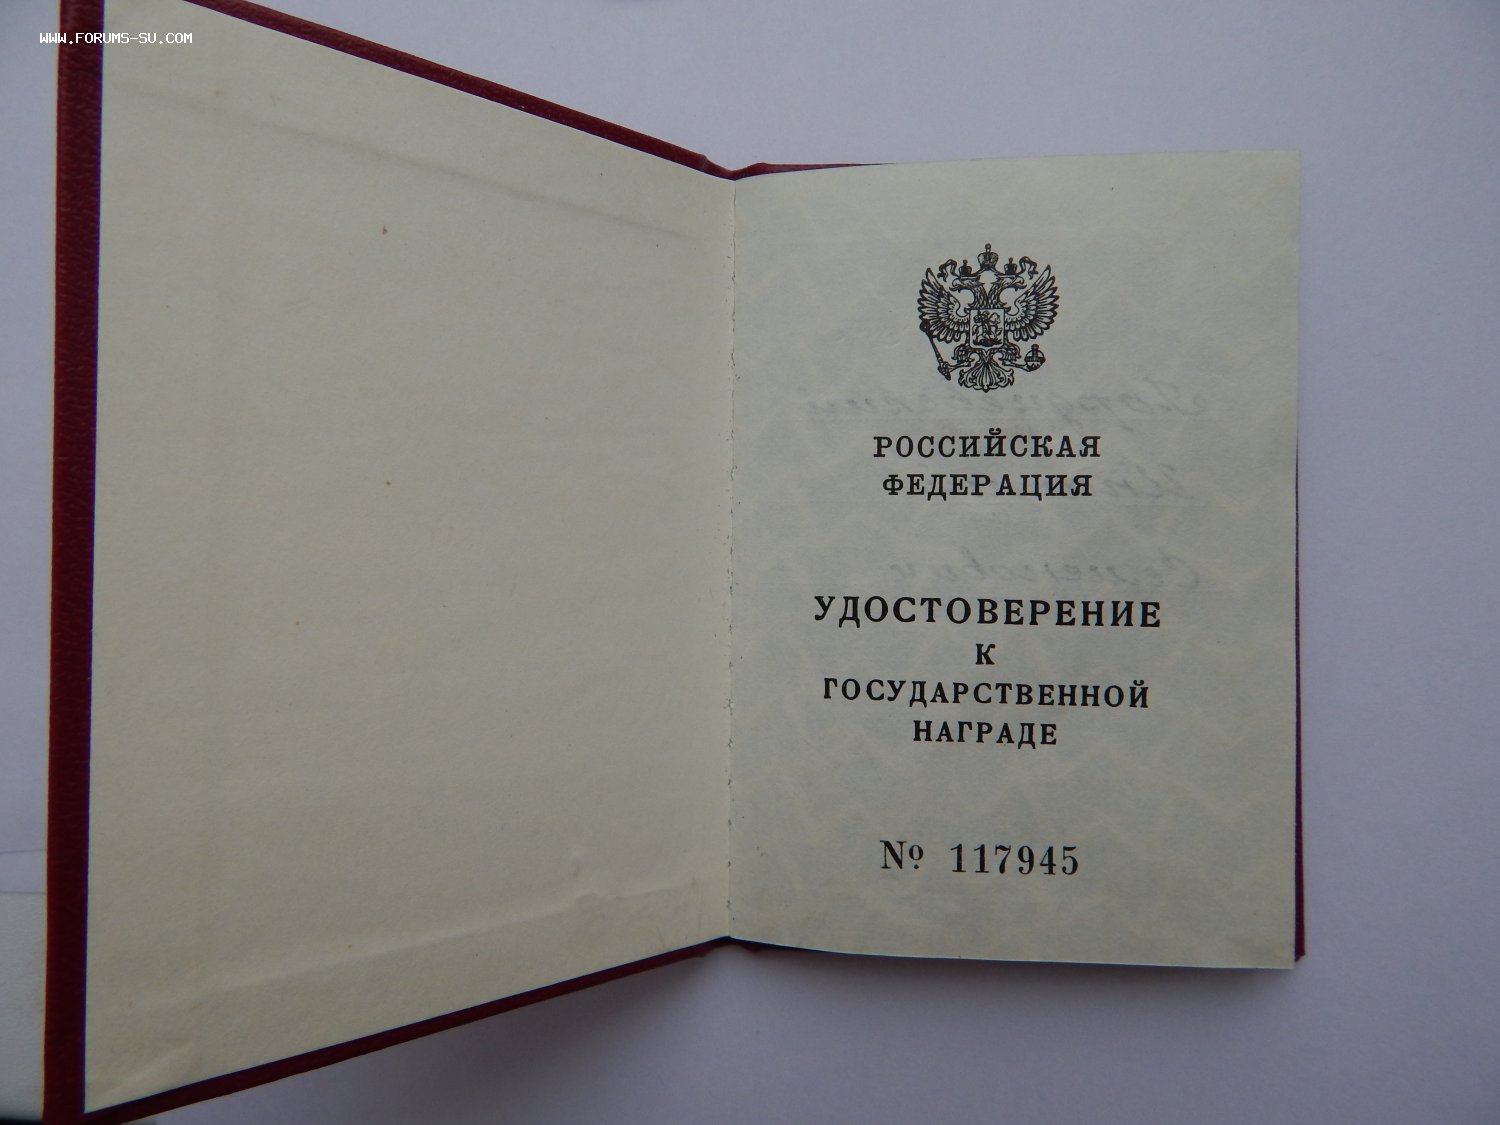 WWW.FORUMS-SU.COM
РОССИЙСКАЯ
ФЕДЕРАЦИЯ
УДОСТОВЕРЕНИЕ
К
ГОСУДАРСТВЕННОЙ
НАГРАДЕ
№ 117945